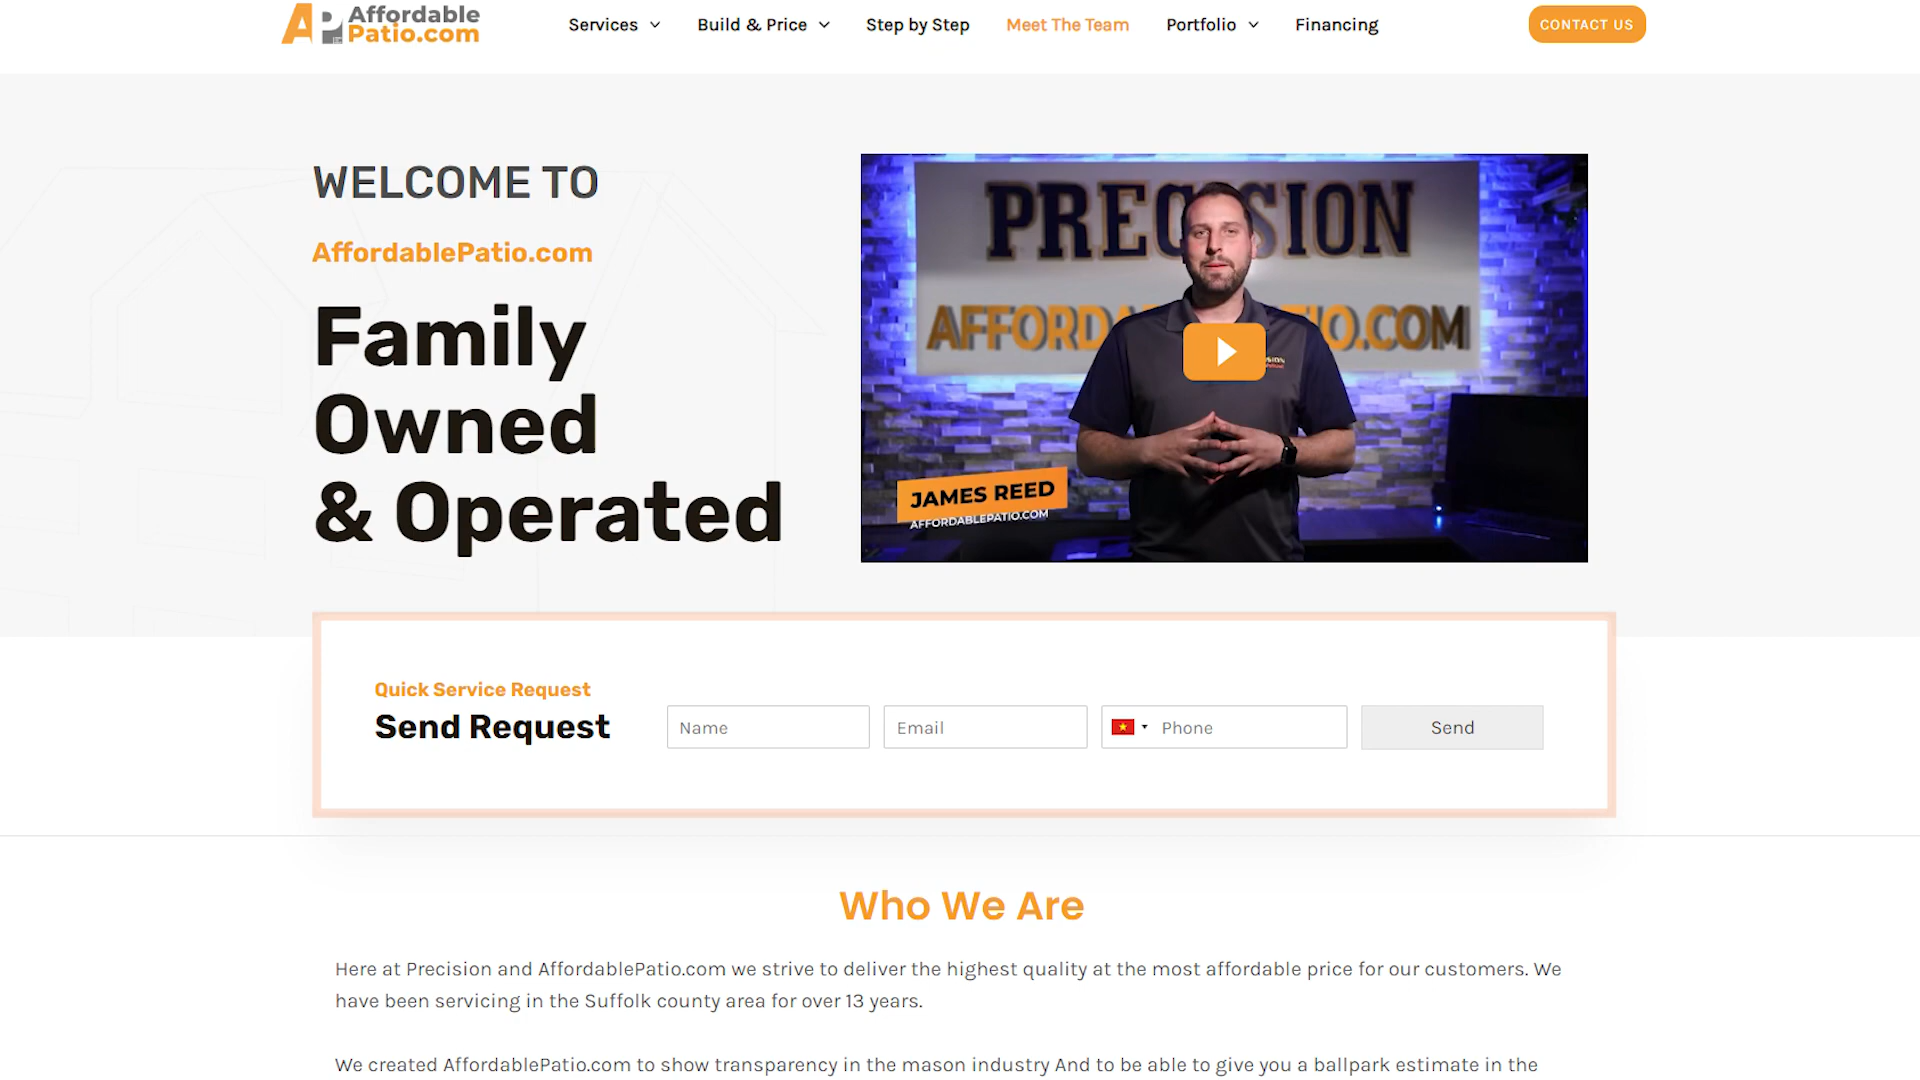 Affordable
Patio.com
Services
Build & Price
Step by Step
Meet The Team
Portfolio
Financing
CONTACT US
WELCOME TO
AffordablePatio.com
Family
Owned
& Operated
JAMES REED
AFFORDABLEPATIO.COM
Quick Service Request
Send Request
Name
Email
Phone
Send
Who We Are
Here at Precision and AffordablePatio.com we strive to deliver the highest quality at the most affordable price for our customers. We
have been servicing in the Suffolk county area for over 13 years.
We created AffordablePatio.com to show transparency in the mason industry And to be able to give you a ballpark estimate in the